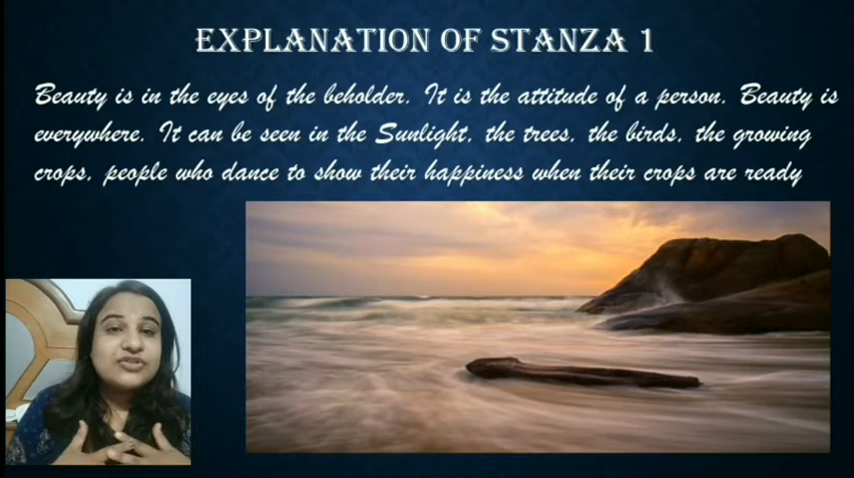 EXPLANATION OF STANZA 1
Beauty is in the eyes of the beholder. It is the attitude of a person. Beauty is
everywhere. It can be seen in the Sunlight, the trees, the birds, the growing
crops, people who dance to show their happiness when their crops are ready